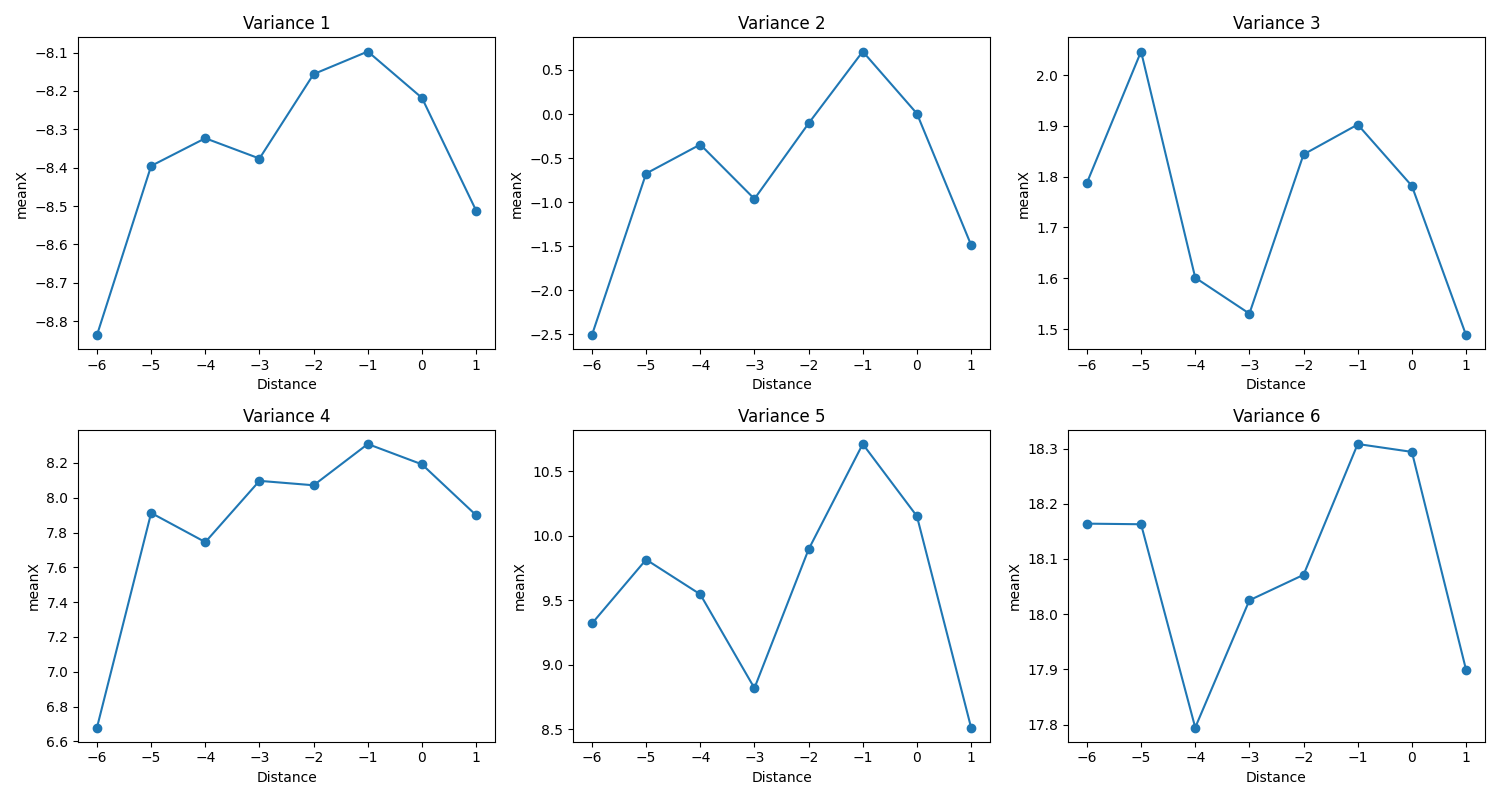 Variance 1
−8.1
−8.2
−8.3
−8.4
−8.5
−8.6
−8.7
−8.8
meanX
−6 −5 −4 −3 −2 −1 0 1
Distance
Variance 2
0.5
0.0
−0.5
−1.0
−1.5
−2.0
−2.5
meanX
−6 −5 −4 −3 −2 −1 0 1
Distance
Variance 3
2.0
1.9
1.8
1.7
1.6
1.5
meanX
−6 −5 −4 −3 −2 −1 0 1
Distance
Variance 4
8.2
8.0
7.8
7.6
7.4
7.2
7.0
6.8
6.6
meanX
−6 −5 −4 −3 −2 −1 0 1
Distance
Variance 5
10.5
10.0
9.5
9.0
8.5
meanX
−6 −5 −4 −3 −2 −1 0 1
Distance
Variance 6
18.3
18.2
18.1
18.0
17.9
17.8
meanX
−6 −5 −4 −3 −2 −1 0 1
Distance